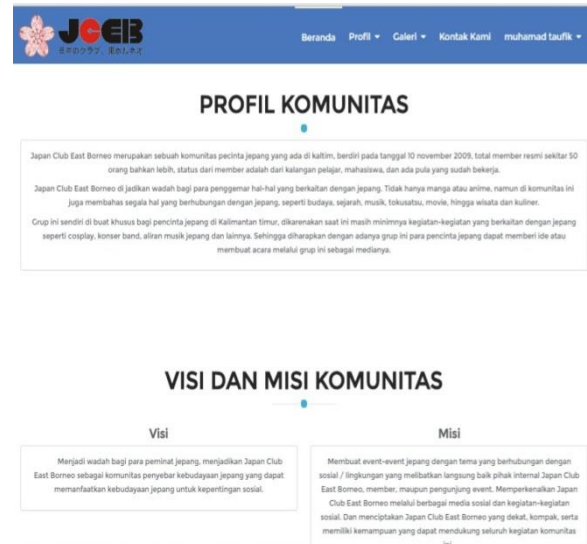 JCEB
Beranda Profil Galeri Kontak Kami muhamad taufik
PROFIL KOMUNITAS
Japan Club East Borneo merupakan sebuah komunitas pecinta jepang yang ada di kaltim, berdiri pada tanggal 10 november 2009, total member resmi sekitar 50
orang bahkan lebih, status dari member adalah dari kalangan pelajar, mahasiswa, dan ada pula yang sudah bekerja.
Japan Club East Borneo di jadikan wadah bagi para penggemar hal-hal yang berkaitan dengan jepang. Tidak hanya manga atau anime, namun di komunitas ini
juga membahas segala hal yang berhubungan dengan jepang, seperti budaya, sejarah, musik, tokusatsu, movie, hingga wisata dan kuliner.
Grup ini sendiri di buat khusus bagi pencinta jepang di Kalimantan timur, dikarenakan saat ini masih minimnya kegiatan-kegiatan yang berkaitan dengan jepang
seperti cosplay, konser band, aliran musik jepang dan lainnya. Sehingga diharapkan dengan adanya grup ini para pencinta jepang dapat memberi ide atau
membuat acara melalui grup ini sebagai medianya.
VISI DAN MISI KOMUNITAS
Visi
Menjadi wadah bagi para peminat jepang, menjadikan Japan Club
East Borneo sebagai komunitas penyebar kebudayaan jepang yang dapat
memanfaatkan kebudayaan jepang untuk kepentingan sosial.
Misi
Membuat event-event jepang dengan tema yang berhubungan dengan
sosial / lingkungan yang melibatkan langsung baik pihak internal Japan Club
East Borneo, member, maupun pengunjung event. Memperkenalkan Japan
Club East Borneo melalui berbagai media sosial dan kegiatan-kegiatan
sosial. Dan menciptakan Japan Club East Borneo yang dekat, kompak, serta
memiliki kemampuan yang dapat mendukung seluruh kegiatan komunitas